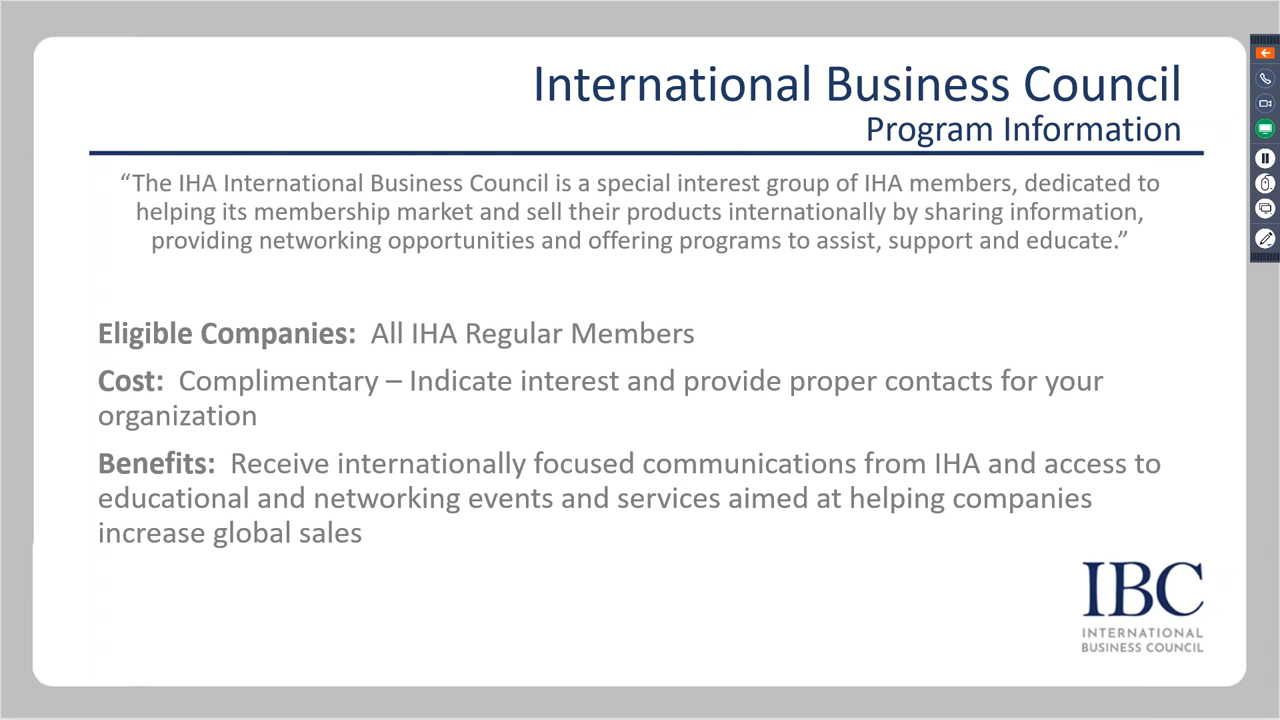 International Business Council
Program Information
“The IHA International Business Council is a special interest group of IHA members, dedicated to
helping its membership market and sell their products internationally by sharing information,
providing networking opportunities and offering programs to assist, support and educate.”
Eligible Companies: All IHA Regular Members
Cost: Complimentary – Indicate interest and provide proper contacts for your
organization
Benefits: Receive internationally focused communications from IHA and access to
educational and networking events and services aimed at helping companies
increase global sales
IBC
INTERNATIONAL
BUSINESS COUNCIL